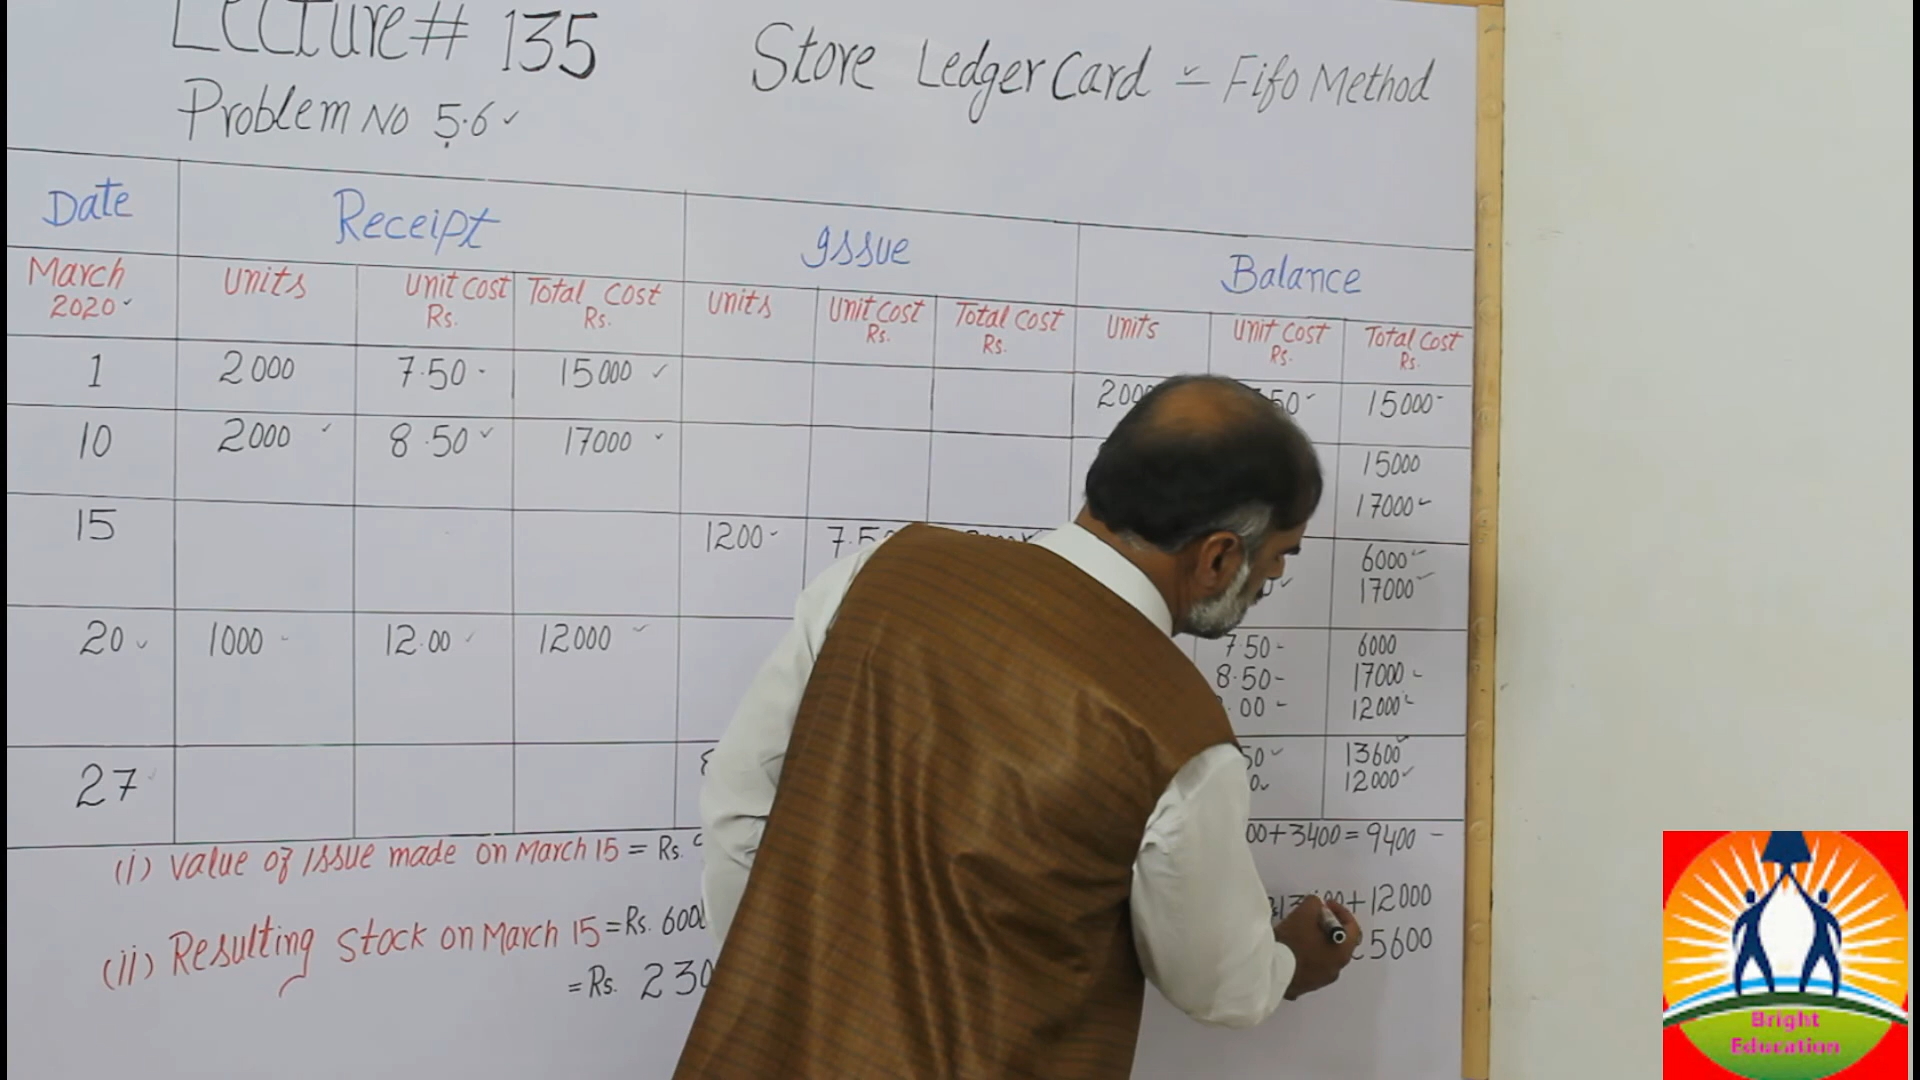 Lecture# 135
Store Ledger Card = Fifo Method
Problem No 5.6
Date Receipt Issue Balance
March 2020
Units Unit Cost Rs. Total Cost Rs. Units Unit Cost Rs. Total Cost Rs. Units Unit Cost Rs. Total Cost Rs.
1 2000 7.50 15000 15000
10 2000 8.50 17000 15000
17000
15 1200 6000
17000
20 1000 12.00 12000 7.50 6000
8.50 17000
12000
27 13600
12000
(i) Value of Issue made on March 15 = Rs. +3400 = 9400
(ii) Resulting Stock on March 15 = Rs. +12000
= Rs.
Bright
Education